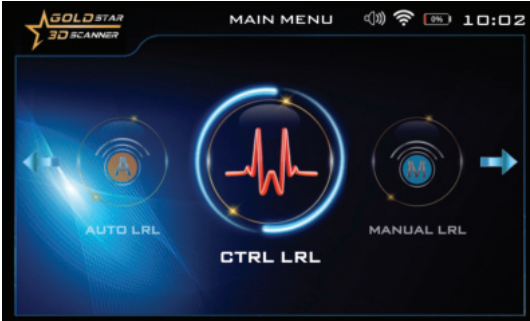 GOLD STAR
3D SCANNER
MAIN MENU
0%
10:02
A
M
AUTO LRL
MANUAL LRL
CTRL LRL